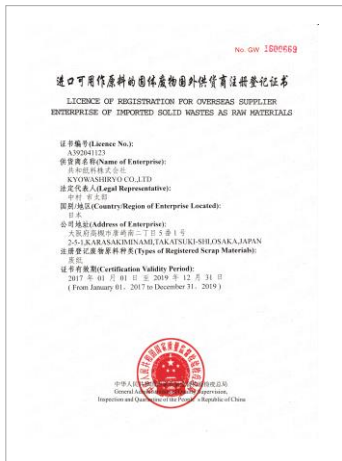 No. GW 1600669
进口可用作原料的固体废物国外供货商注册登记证书
LICENCE OF REGISTRATION FOR OVERSEAS SUPPLIER
ENTERPRISE OF IMPORTED SOLID WASTES AS RAW MATERIALS
证书编号(Licence No.):
A392041123
供货商名称(Name of Enterprise):
共和紙料株式会社
KYOWASHIRYO CO.,LTD
法定代表人(Legal Representative):
中村
国别/地区(Country/Region of Enterprise Located):
日本
公司地址(Address of Enterprise):
大阪府高槻市唐崎南二丁目5番1号
2-5-1,KARASAKIMINAMI,TAKATSUKI-SHI,OSAKA,JAPAN
注册登记废物原料种类(Types of Registered Scrap Materials):
废纸
证书有效期(Certification Validity Period):
2017 年 01 月 01 日 至 2019 年 12 月 31 日
( From January 01, 2017 to December 31, 2019 )
中华人民共和国国家质量监督检验检疫总局
General Administration of Quality Supervision,
Inspection and Quarantine of the People's Republic of China